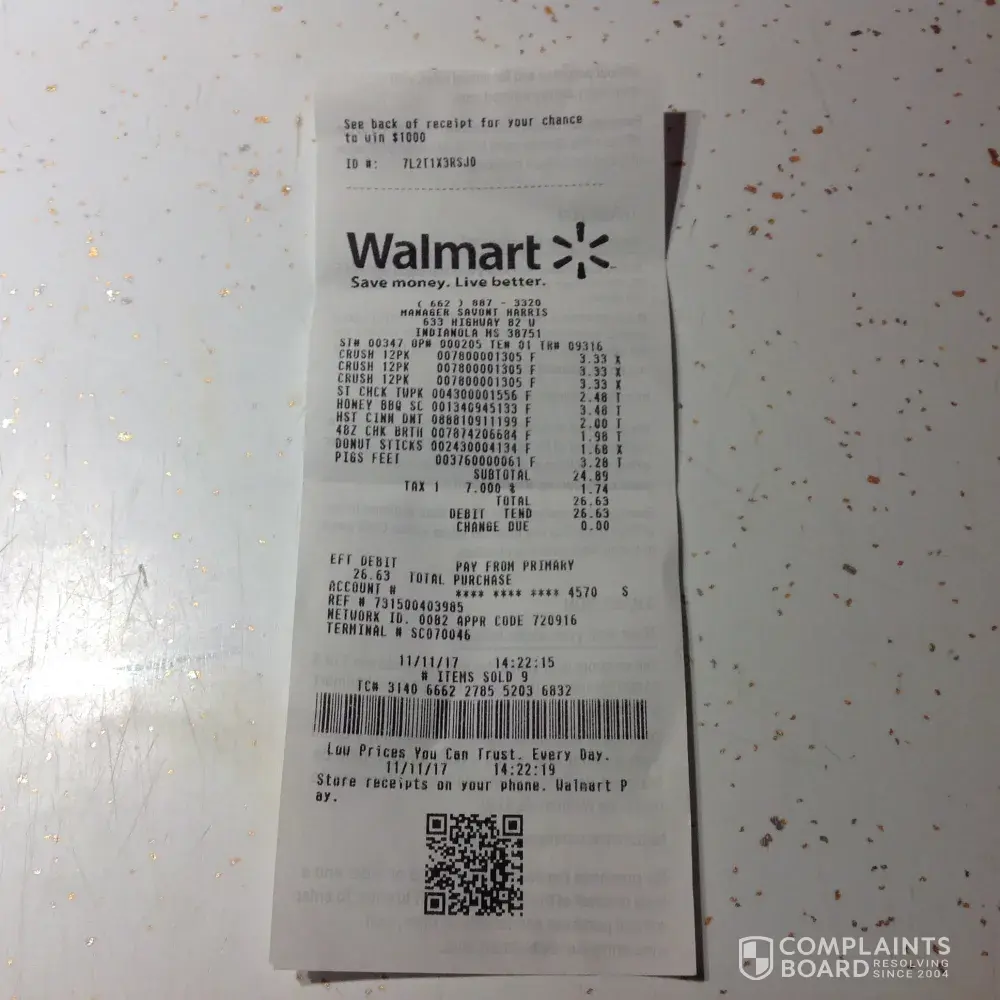 See back of receipt for your chance
to win $1000
ID #: 7L2T1X3RSJ0
Walmart
Save money. Live better.
( 662 ) 887 - 3320
MANAGER SAVONT HARRIS
633 HIGHWAY 82 W
INDIANOLA MS 38751
ST# 00347 OP# 000205 TE# 01 TR# 09316
CRUSH 12PK 007800001305 F 3.33 X
CRUSH 12PK 007800001305 F 3.33 X
CRUSH 12PK 007800001305 F 3.33 X
ST CHCK TWPK 004300001556 F 2.48 T
HONEY BBQ SC 001340945133 F 3.48 T
HST CINN DNT 088810911199 F 2.00 T
48Z CHK BRTH 007874206684 F 1.98 T
DONUT STICKS 002430004134 F 1.68 X
PIGS FEET 003760000061 F 3.28 T
SUBTOTAL 24.89
TAX 1 7.000 % 1.74
TOTAL 26.63
DEBIT TEND 26.63
CHANGE DUE 0.00
EFT DEBIT PAY FROM PRIMARY
26.63 TOTAL PURCHASE
ACCOUNT # **** **** **** 4570 S
REF # 731500403985
NETWORK ID. 0082 APPR CODE 720916
TERMINAL # SC070046
11/11/17 14:22:15
# ITEMS SOLD 9
TC# 3140 6662 2785 5203 6832
Low Prices You Can Trust. Every Day.
11/11/17 14:22:19
Store receipts on your phone. Walmart P
ay.
COMPLAINTS
BOARD RESOLVING
SINCE 2004